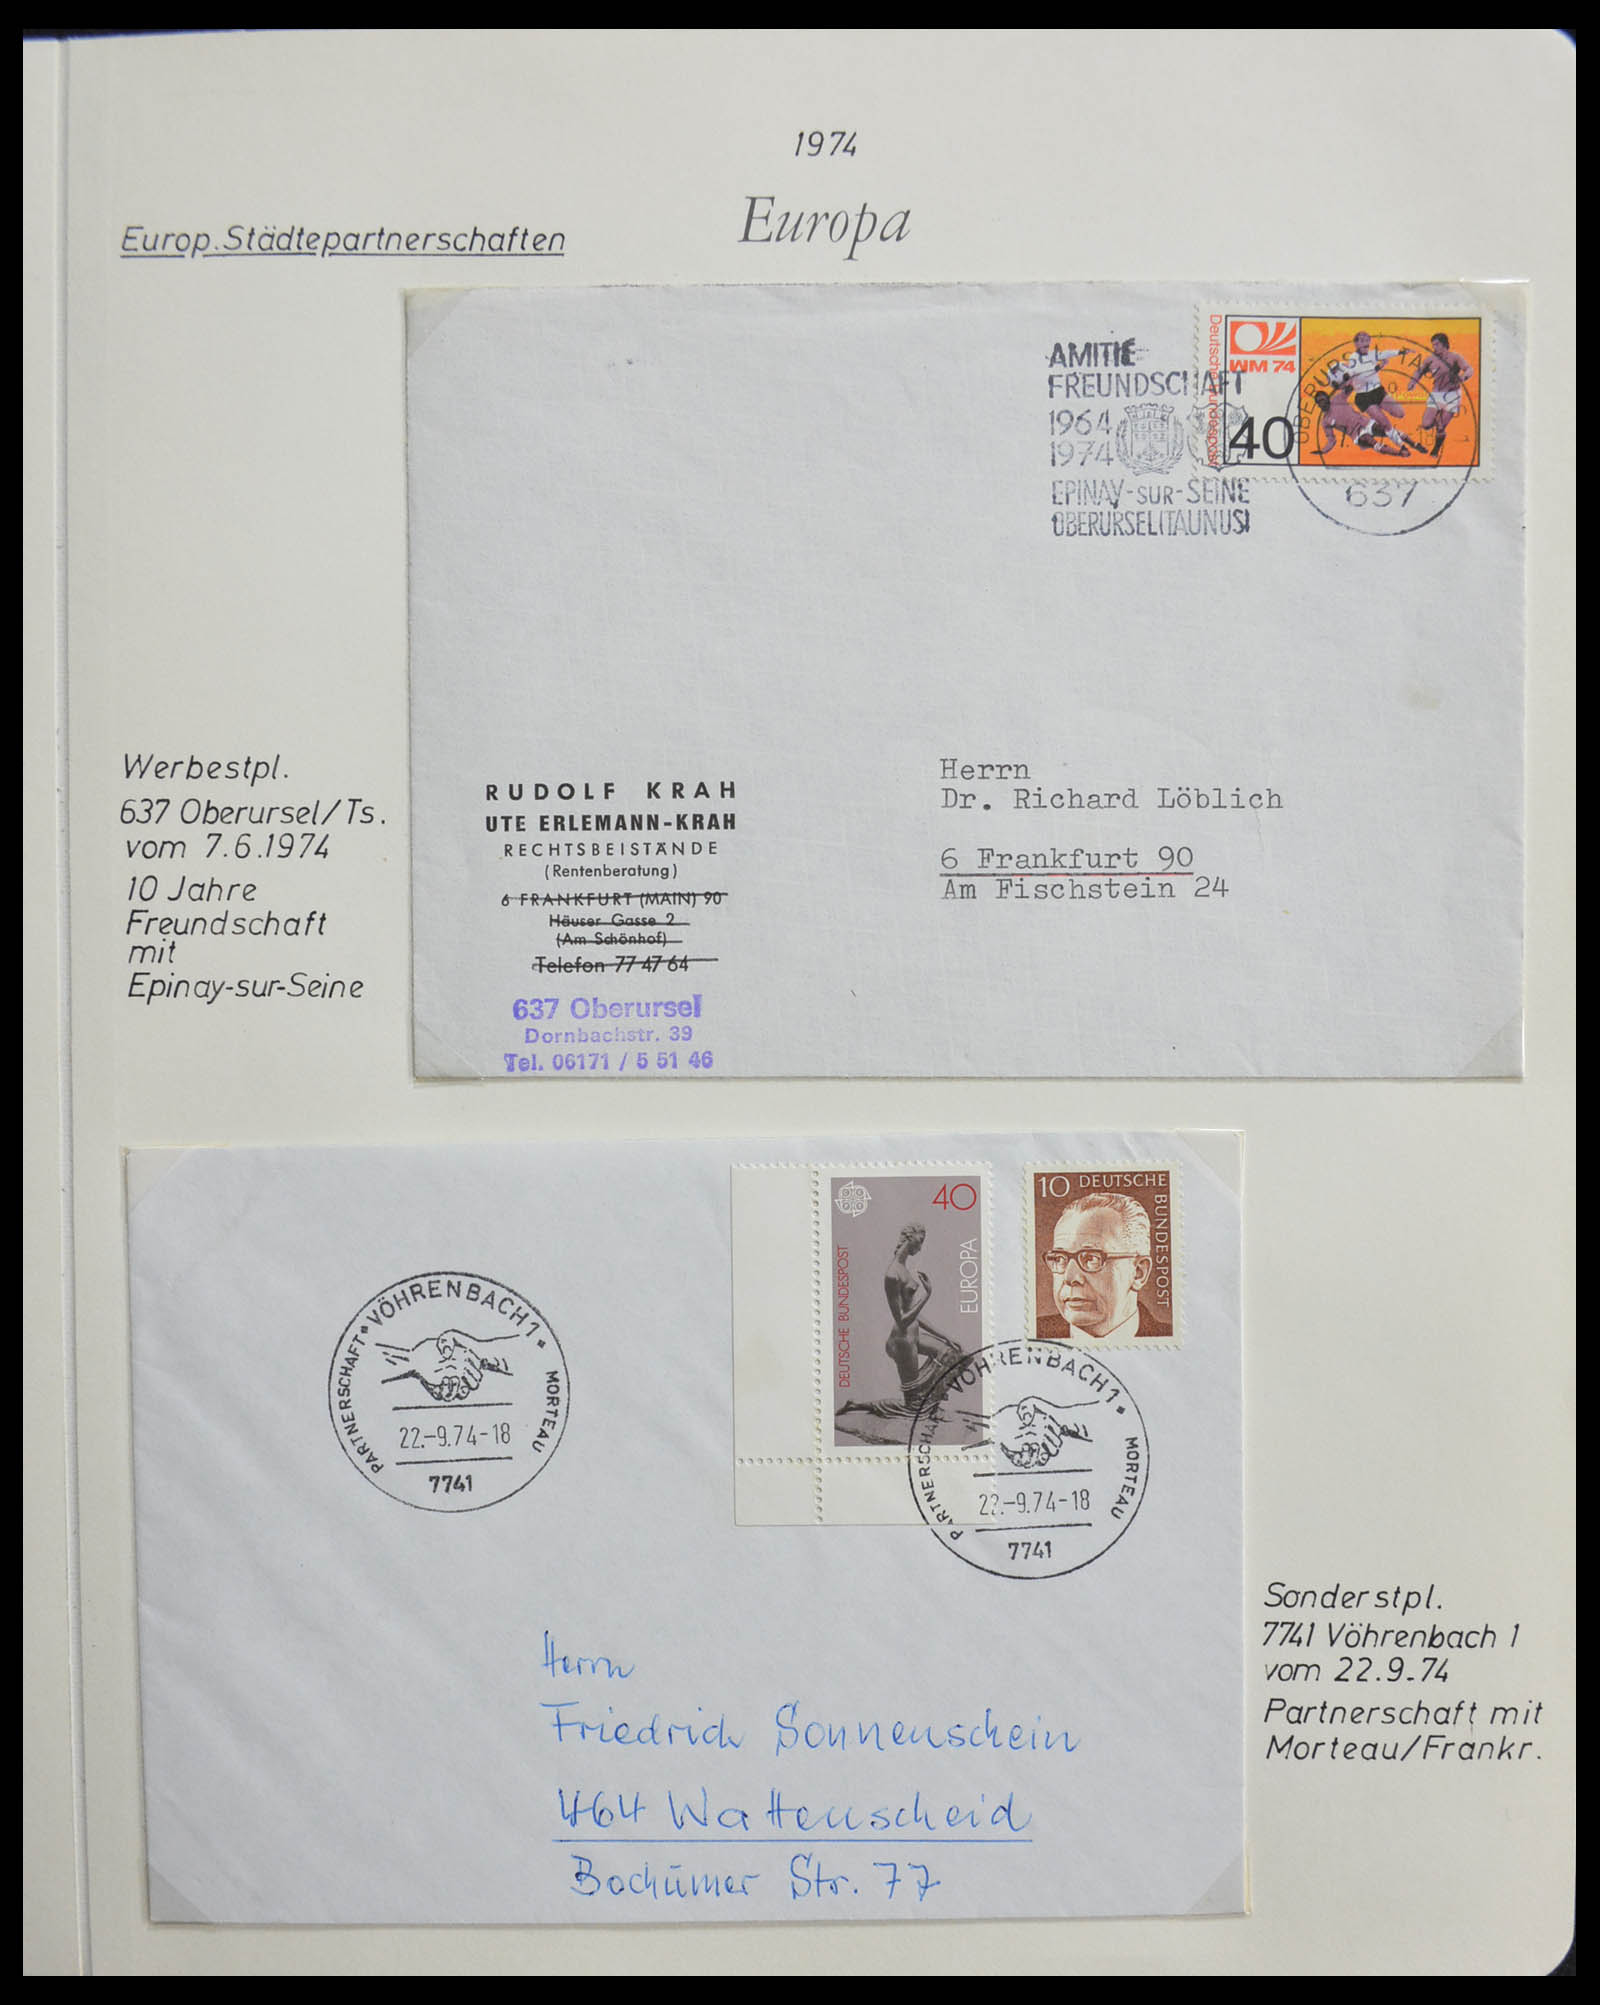 1974
Europa
Europ. Städtepartnerschaften
AMITIÉ
FREUNDSCHAFT
1964
1974
EPINAY-SUR-SEINE
OBERURSEL(TAUNUS)
Deutsche Bundespost
WM 74
40
OBERURSEL, TAUNUS 1
637
Werbestpl.
637 Oberursel/Ts.
vom 7.6.1974
10 Jahre
Freundschaft
mit
Epinay-sur-Seine
RUDOLF KRAH
UTE ERLEMANN-KRAH
RECHTSBEISTÄNDE
(Rentenberatung)
6 FRANKFURT (MAIN) 90
Häuser Gasse 2
(Am Schönhof)
Telefon 77 47 64
637 Oberursel
Dornbachstr. 39
Tel. 06171 / 5 51 46
Herrn
Dr. Richard Löblich
6 Frankfurt 90
Am Fischstein 24
VÖHRENBACH 1
PARTNERSCHAFT
MORTEAU
22.-9.74-18
7741
40
DEUTSCHE BUNDESPOST
EUROPA
10 DEUTSCHE
BUNDESPOST
VÖHRENBACH 1
PARTNERSCHAFT
MORTEAU
22.-9.74-18
7741
Herrn
Friedrich Sonnenschein
464 Wattenscheid
Bochumer Str. 77
Sonderstpl.
7741 Vöhrenbach 1
vom 22.9.74
Partnerschaft mit
Morteau/Frankr.